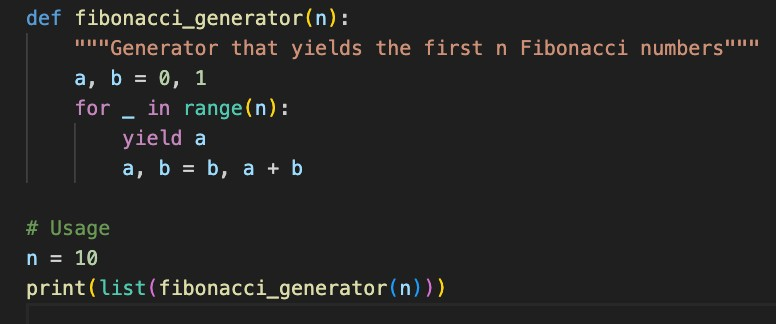 def fibonacci_generator(n):
    """Generator that yields the first n Fibonacci numbers"""
    a, b = 0, 1
    for _ in range(n):
        yield a
        a, b = b, a + b

# Usage
n = 10
print(list(fibonacci_generator(n)))